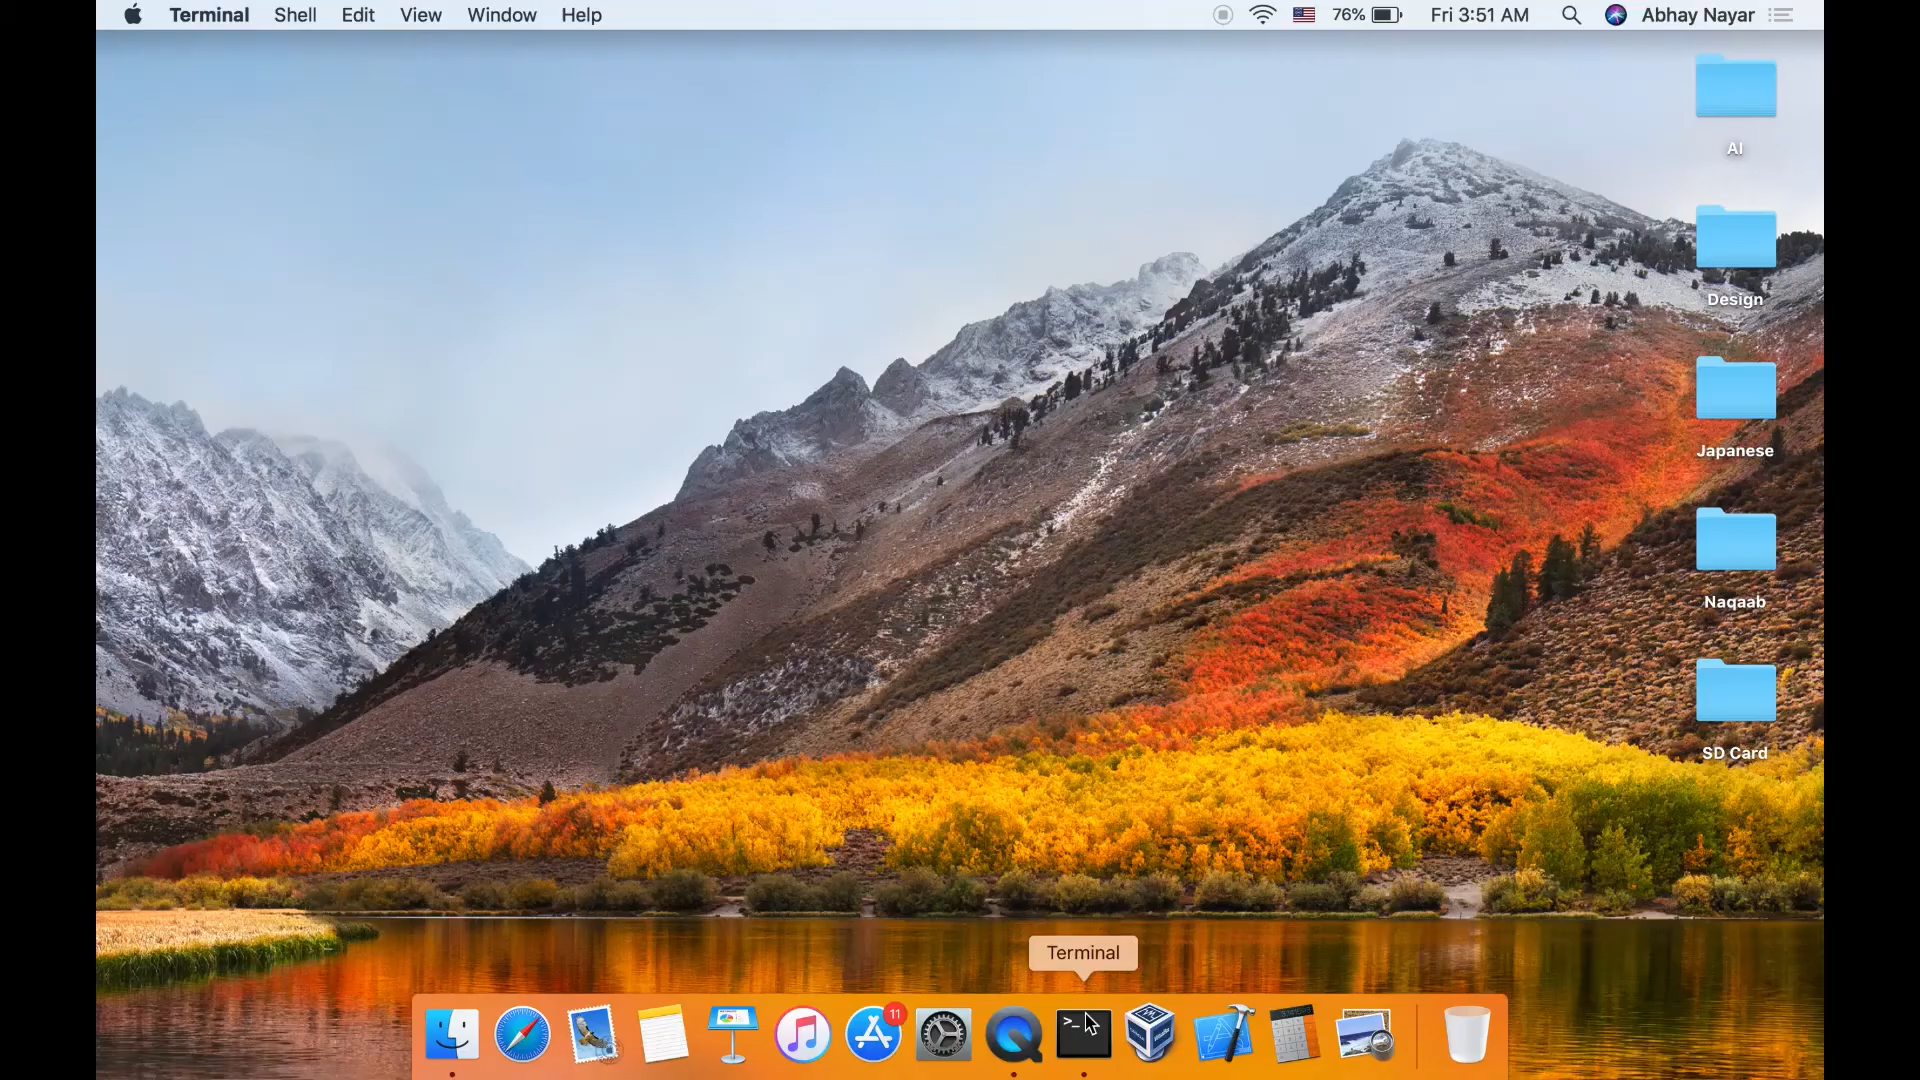 Terminal Shell Edit View Window Help 76% Fri 3:51 AM Abhay Nayar
AI
Design
Japanese
Naqaab
SD Card
Terminal
11
>_